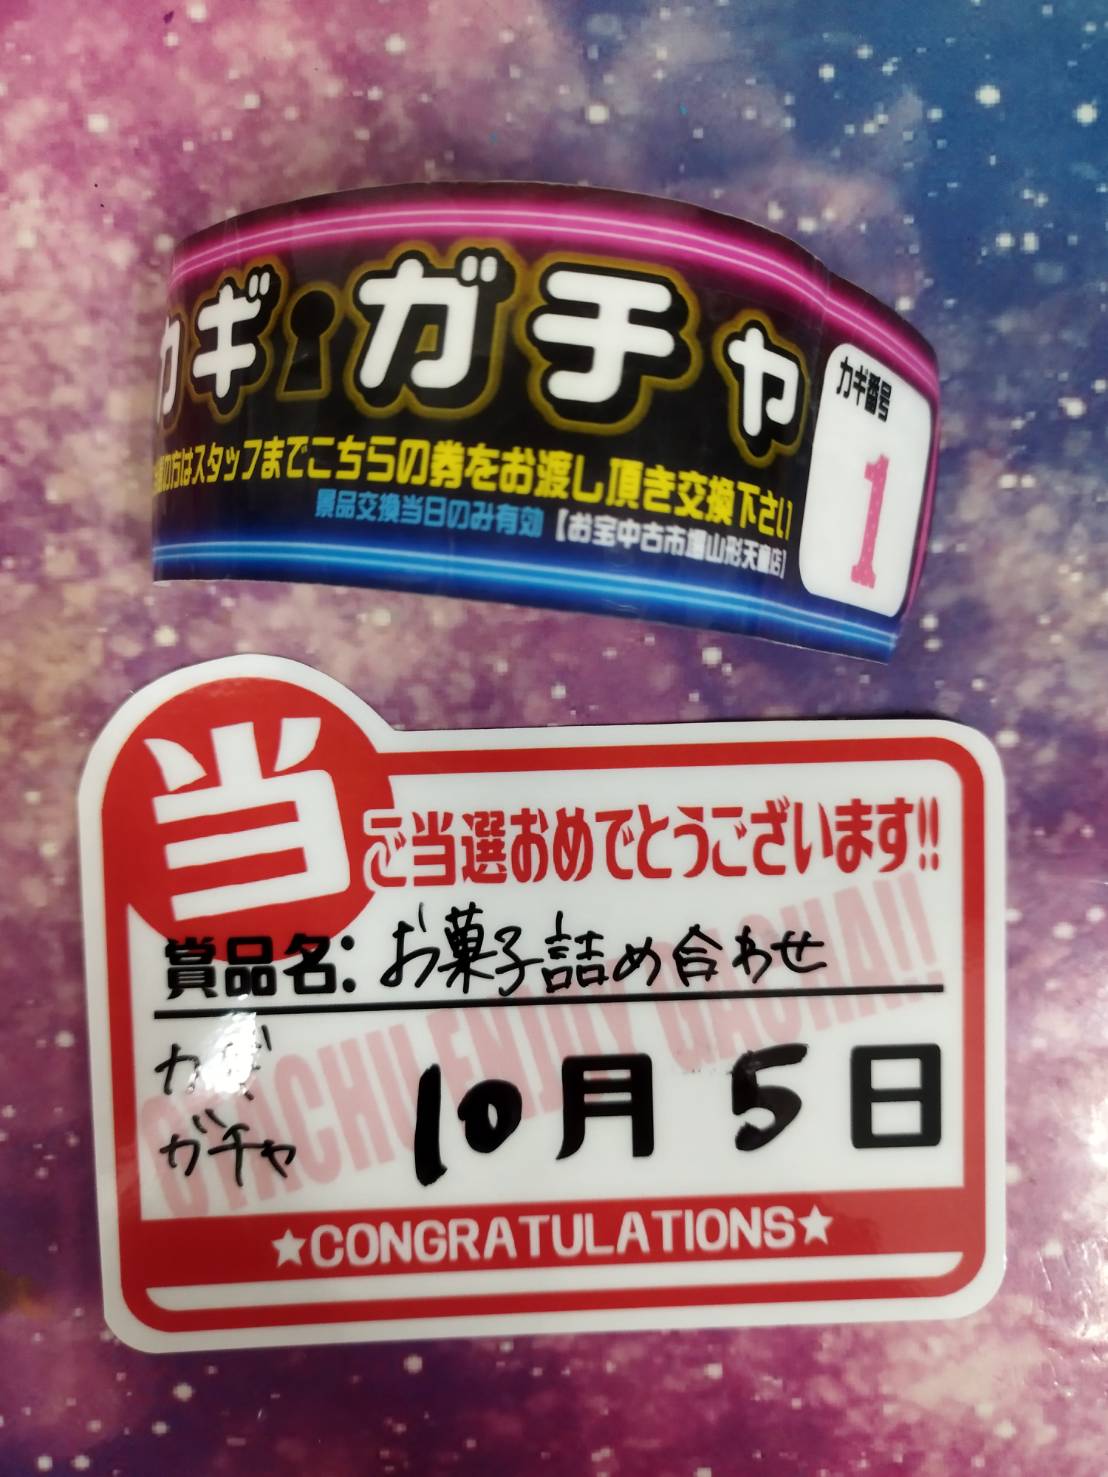 カギガチャ
カギ番号
1
の方はスタッフまでこちらの券をお渡し頂き交換下さい
景品交換当日のみ有効【お宝中古市場山形天童店】
当
ご当選おめでとうございます!!
賞品名:お菓子詰め合わせ
カギ
ガチャ
10月5日
ENJOY GACHA!!
★CONGRATULATIONS★